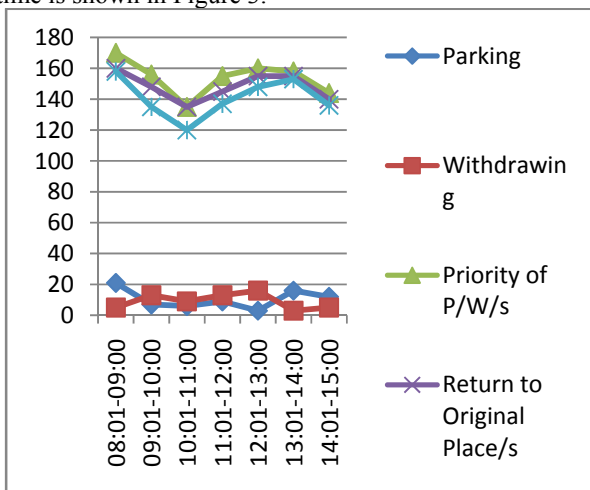 time is shown in Figure 3.
180
160
140
120
100
80
60
40
20
0
08:01-09:00
09:01-10:00
10:01-11:00
11:01-12:00
12:01-13:00
13:01-14:00
14:01-15:00
Parking
Withdrawin
g
Priority of
P/W/s
Return to
Original
Place/s